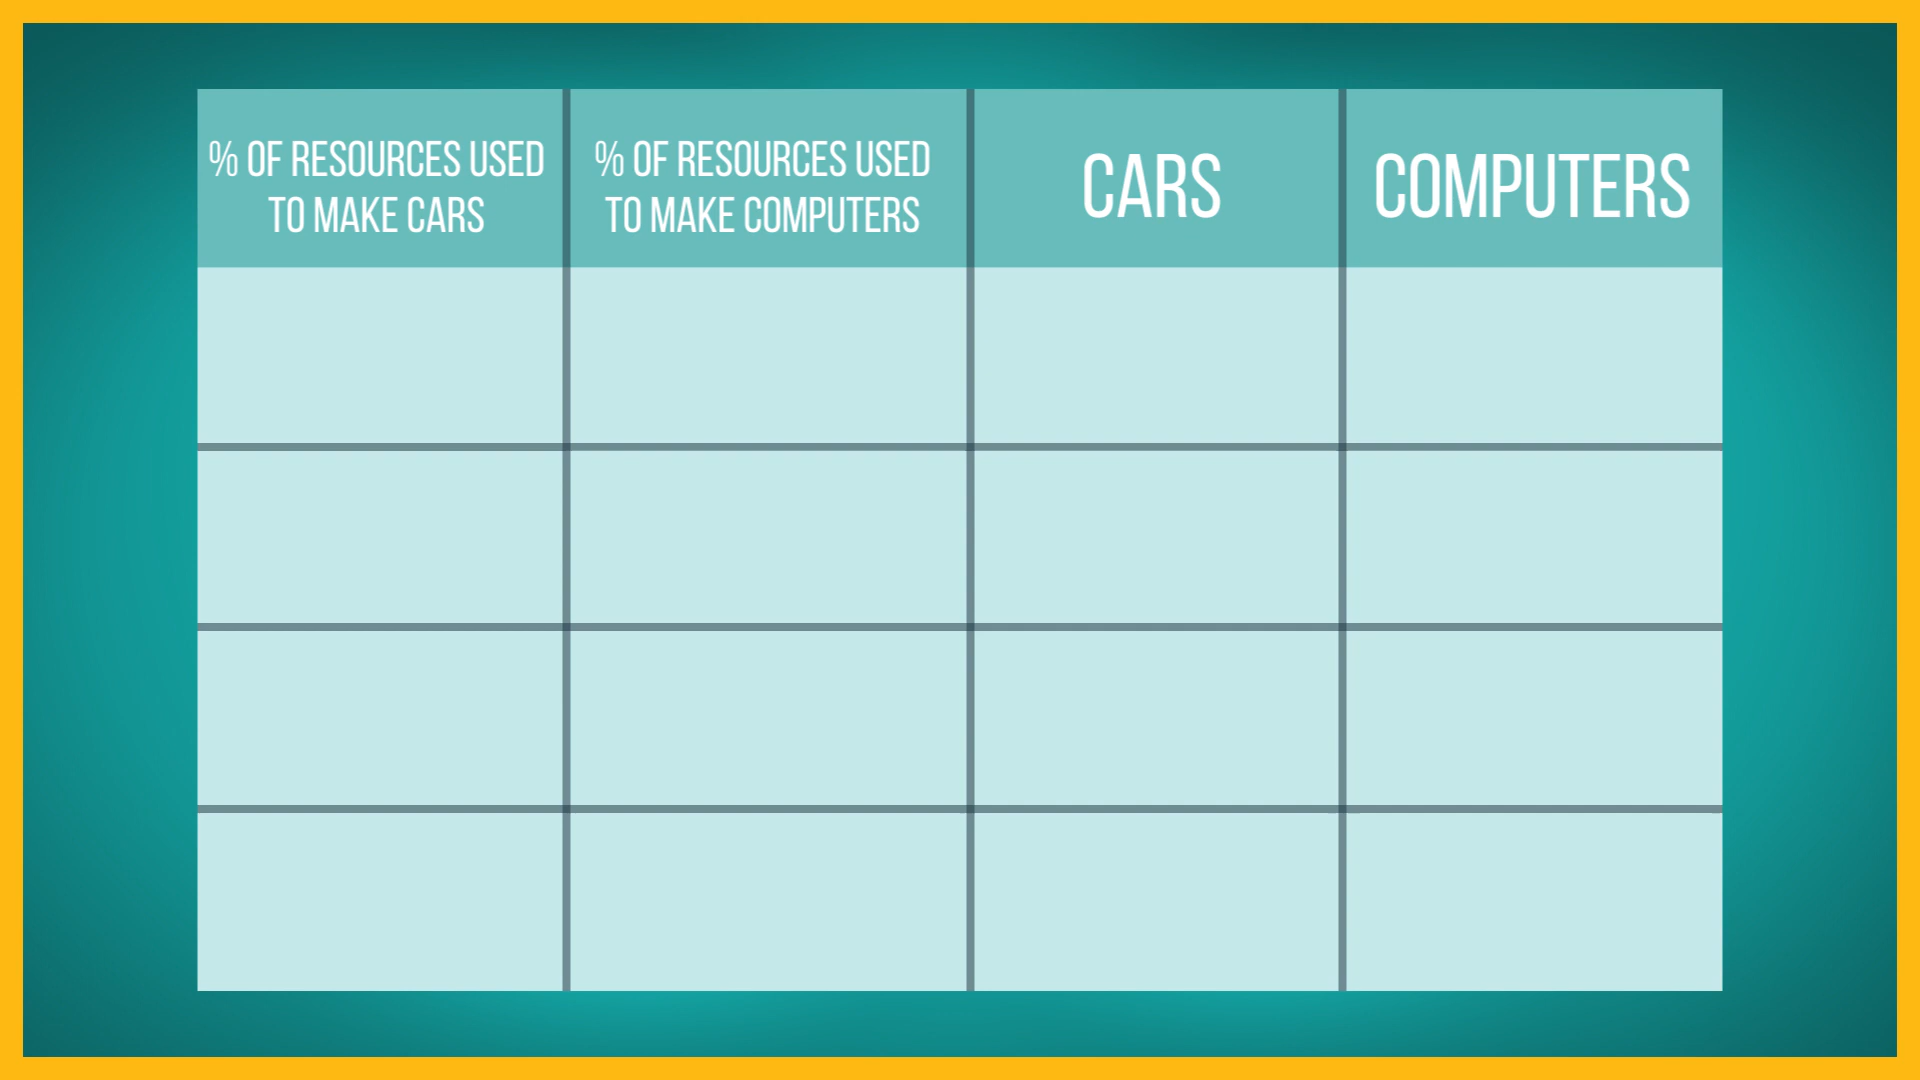 % OF RESOURCES USED
TO MAKE CARS
% OF RESOURCES USED
TO MAKE COMPUTERS
CARS
COMPUTERS